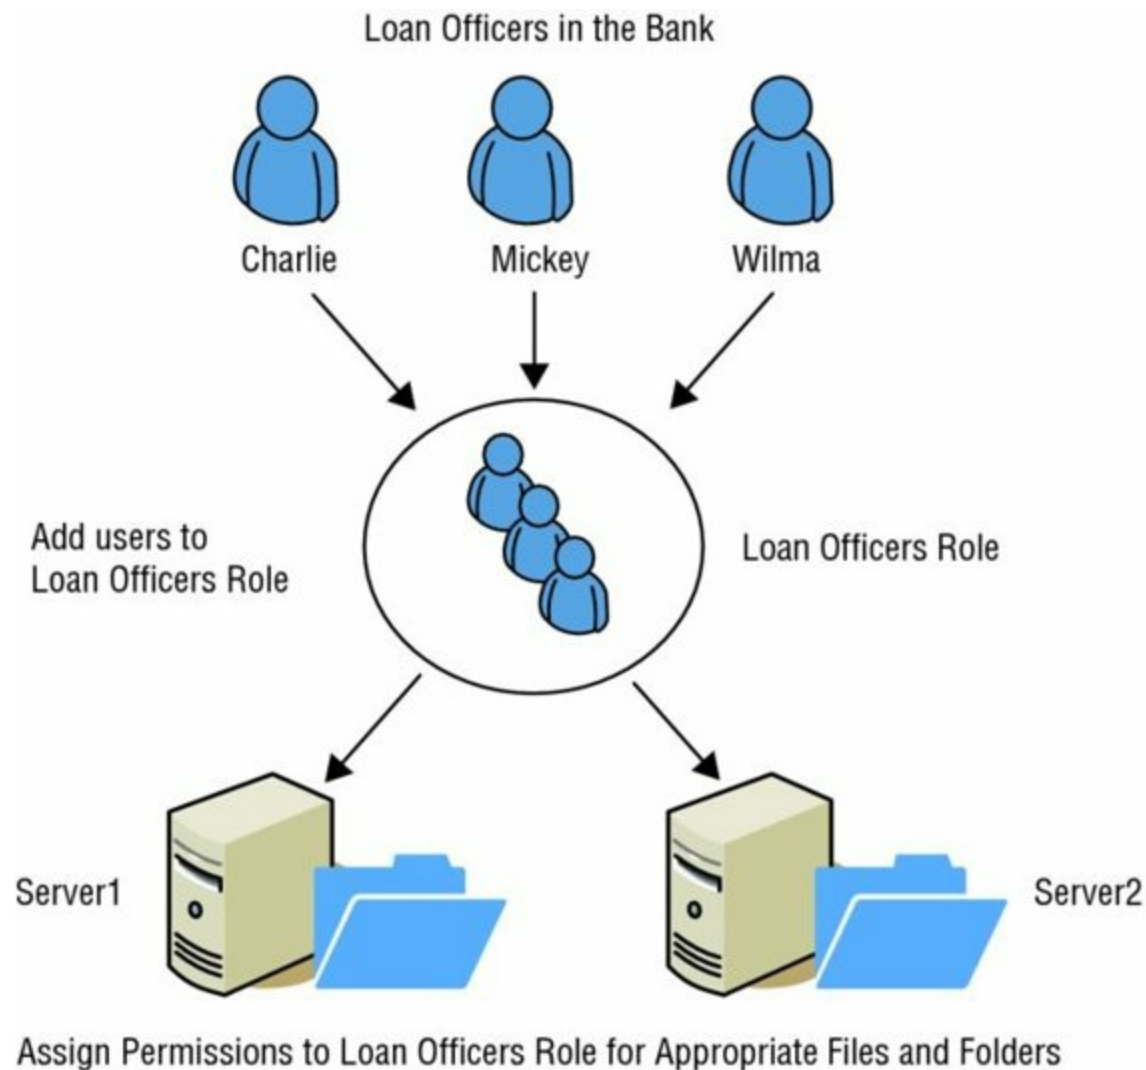 Loan Officers in the Bank
Charlie
Mickey
Wilma
Add users to
Loan Officers Role
Loan Officers Role
Server1
Server2
Assign Permissions to Loan Officers Role for Appropriate Files and Folders